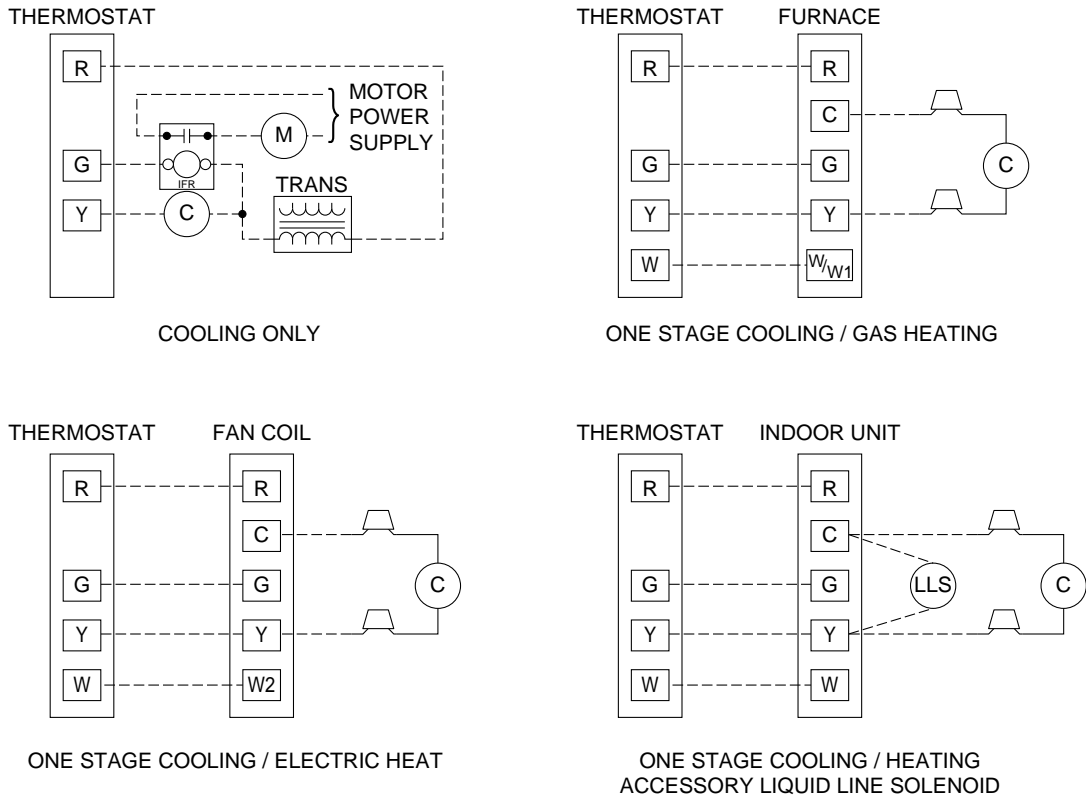 THERMOSTAT
R
G
Y
MOTOR
POWER
SUPPLY
M
IFR
C
TRANS
COOLING ONLY
THERMOSTAT FURNACE
R R
C
G G C
Y Y
W W/W1
ONE STAGE COOLING / GAS HEATING
THERMOSTAT FAN COIL
R R
C
G G C
Y Y
W W2
ONE STAGE COOLING / ELECTRIC HEAT
THERMOSTAT INDOOR UNIT
R R
C
G G LLS C
Y Y
W W
ONE STAGE COOLING / HEATING
ACCESSORY LIQUID LINE SOLENOID